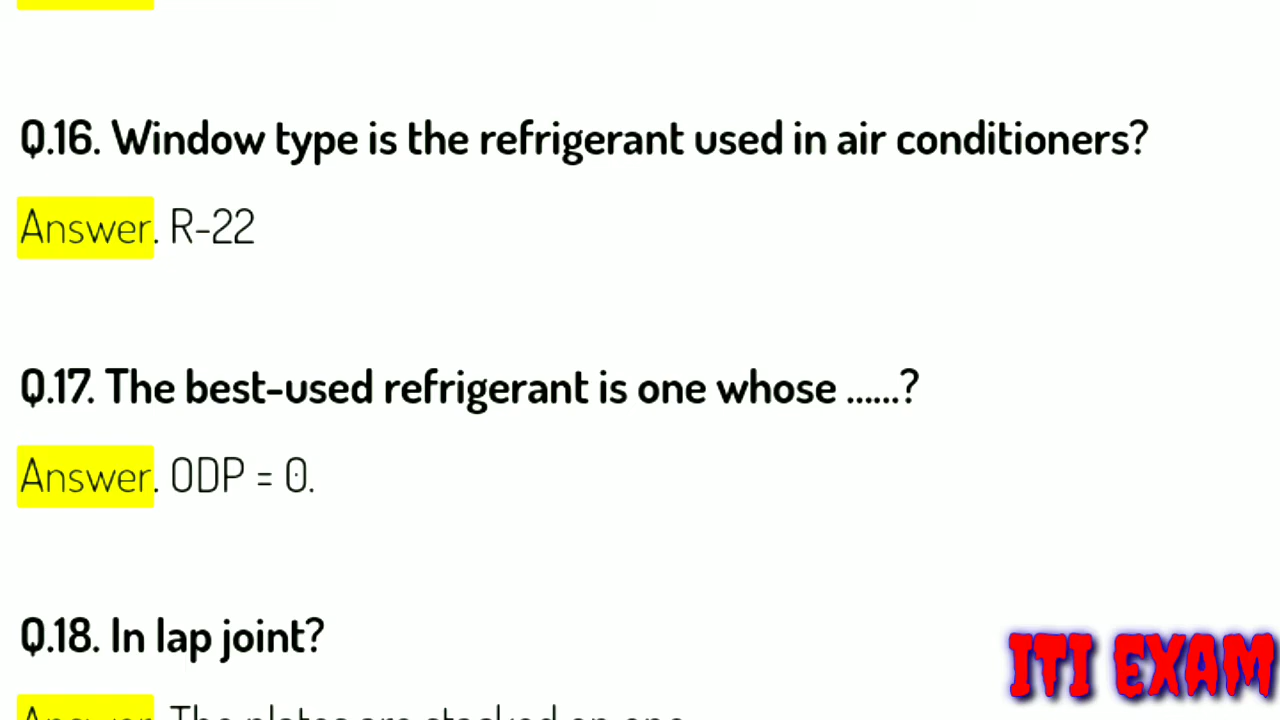 Q.16. Window type is the refrigerant used in air conditioners?
Answer. R-22
Q.17. The best-used refrigerant is one whose ......?
Answer. ODP = 0.
Q.18. In lap joint?
ITI EXAM
Answer. The plates are stacked on one